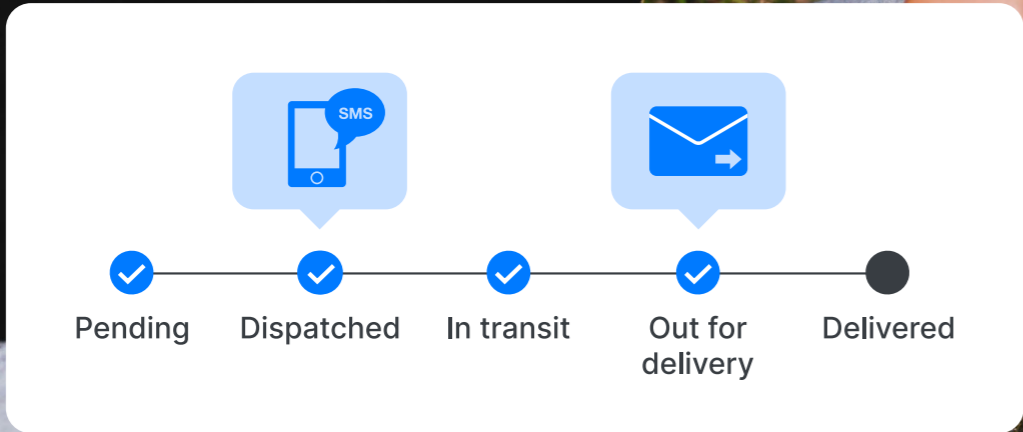 SMS
Pending
Dispatched
In transit
Out for
delivery
Delivered